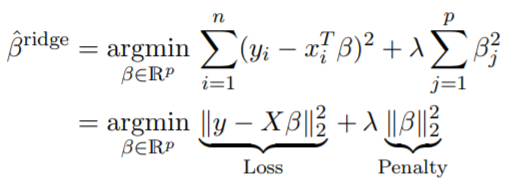 β̂^ridge = argmin_{β∈ℝ^p} ∑_{i=1}^{n} (y_i − x_i^T β)^2 + λ ∑_{j=1}^{p} β_j^2
= argmin_{β∈ℝ^p} ‖y − Xβ‖_2^2 + λ ‖β‖_2^2
Loss Penalty